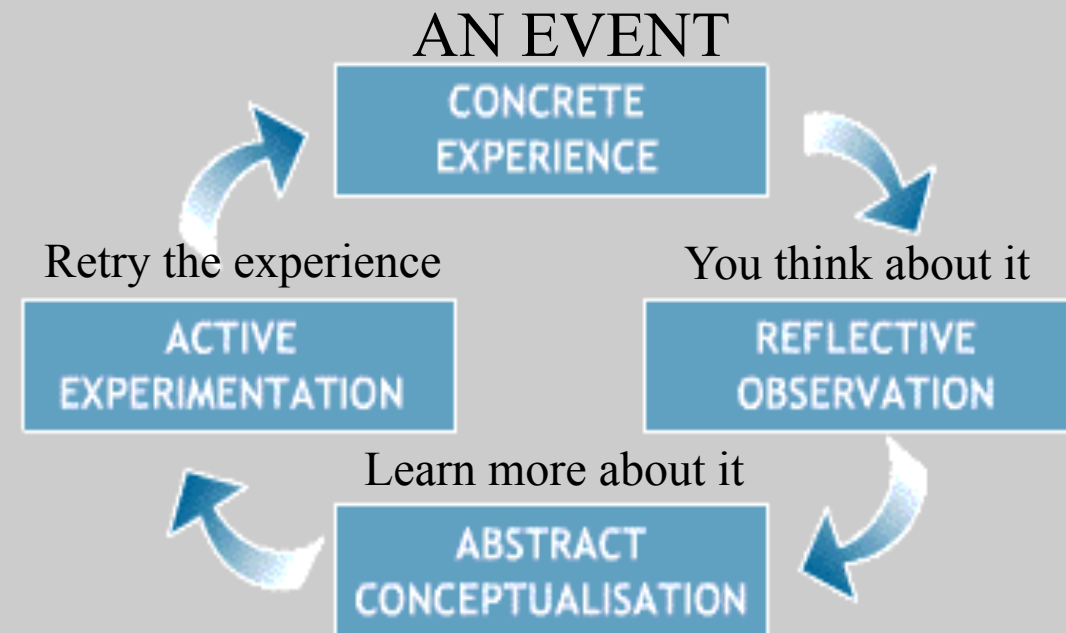 AN EVENT
CONCRETE
EXPERIENCE
Retry the experience
You think about it
ACTIVE
EXPERIMENTATION
REFLECTIVE
OBSERVATION
Learn more about it
ABSTRACT
CONCEPTUALISATION